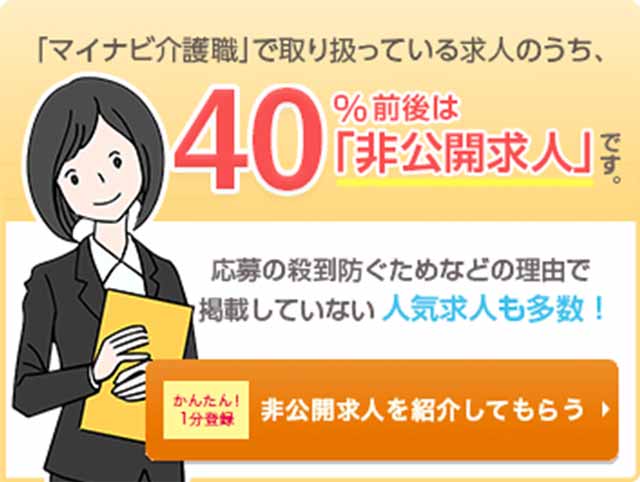 「マイナビ介護職」で取り扱っている求人のうち、
40%前後は
「非公開求人」です。
応募の殺到防ぐためなどの理由で
掲載していない 人気求人も多数！
かんたん！
1分登録
非公開求人を紹介してもらう